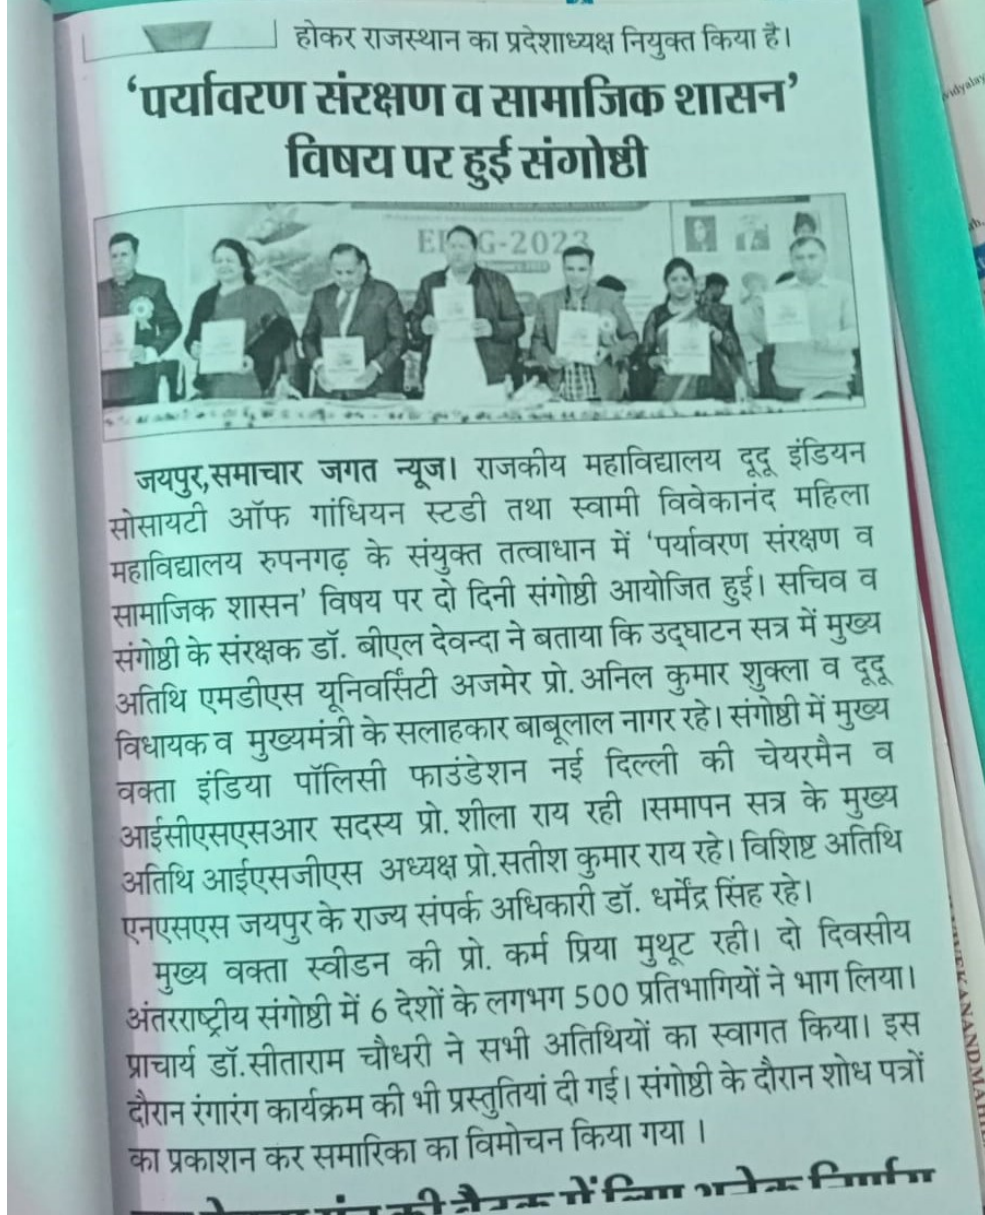 होकर राजस्थान का प्रदेशाध्यक्ष नियुक्त किया है।
‘पर्यावरण संरक्षण व सामाजिक शासन’
विषय पर हुई संगोष्ठी
जयपुर,समाचार जगत न्यूज। राजकीय महाविद्यालय दूदू इंडियन
सोसायटी ऑफ गांधियन स्टडी तथा स्वामी विवेकानंद महिला
महाविद्यालय रुपनगढ़ के संयुक्त तत्वाधान में ‘पर्यावरण संरक्षण व
सामाजिक शासन’ विषय पर दो दिनी संगोष्ठी आयोजित हुई। सचिव व
संगोष्ठी के संरक्षक डॉ. बीएल देवन्दा ने बताया कि उद्घाटन सत्र में मुख्य
अतिथि एमडीएस यूनिवर्सिटी अजमेर प्रो. अनिल कुमार शुक्ला व दूदू
विधायक व मुख्यमंत्री के सलाहकार बाबूलाल नागर रहे। संगोष्ठी में मुख्य
वक्ता इंडिया पॉलिसी फाउंडेशन नई दिल्ली की चेयरमैन व
आईसीएसएसआर सदस्य प्रो. शीला राय रही ।समापन सत्र के मुख्य
अतिथि आईएसजीएस अध्यक्ष प्रो.सतीश कुमार राय रहे। विशिष्ट अतिथि
एनएसएस जयपुर के राज्य संपर्क अधिकारी डॉ. धर्मेंद्र सिंह रहे।
मुख्य वक्ता स्वीडन की प्रो. कर्म प्रिया मुथूट रही। दो दिवसीय
अंतरराष्ट्रीय संगोष्ठी में 6 देशों के लगभग 500 प्रतिभागियों ने भाग लिया।
प्राचार्य डॉ.सीताराम चौधरी ने सभी अतिथियों का स्वागत किया। इस
दौरान रंगारंग कार्यक्रम की भी प्रस्तुतियां दी गई। संगोष्ठी के दौरान शोध पत्रों
का प्रकाशन कर समारिका का विमोचन किया गया ।